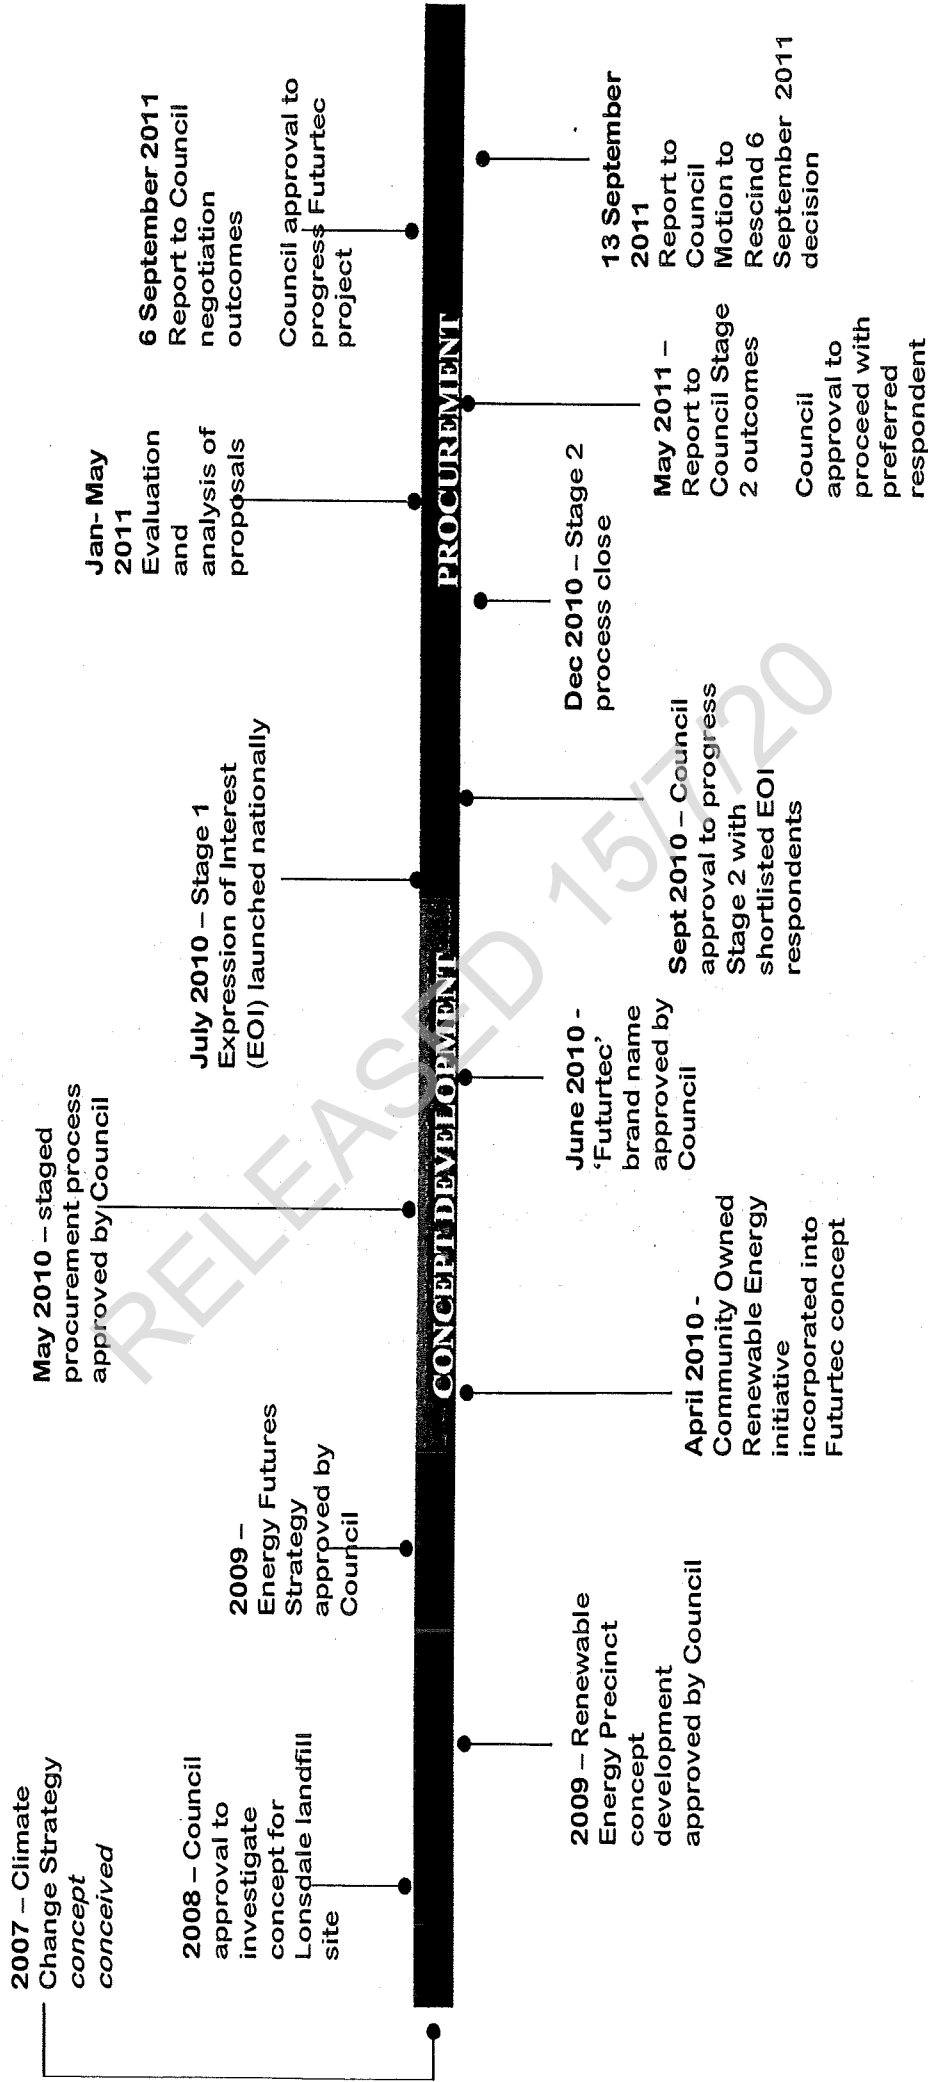 2007 – Climate
Change Strategy
concept
conceived
2008 – Council
approval to
investigate
concept for
Lonsdale landfill
site
2009 –
Energy Futures
Strategy
approved by
Council
May 2010 – staged
procurement process
approved by Council
July 2010 – Stage 1
Expression of Interest
(EOI) launched nationally
Jan- May
2011
Evaluation
and
analysis of
proposals
6 September 2011
Report to Council
negotiation
outcomes
Council approval to
progress Futurtec
project
CONCEPT DEVELOPMENT
PROCUREMENT
2009 – Renewable
Energy Precinct
concept
development
approved by Council
April 2010 -
Community Owned
Renewable Energy
initiative
incorporated into
Futurtec concept
June 2010 -
‘Futurtec’
brand name
approved by
Council
Sept 2010 – Council
approval to progress
Stage 2 with
shortlisted EOI
respondents
Dec 2010 – Stage 2
process close
May 2011 –
Report to
Council Stage
2 outcomes
Council
approval to
proceed with
preferred
respondent
13 September
2011
Report to
Council
Motion to
Rescind 6
September 2011
decision
RELEASED 15/7/20